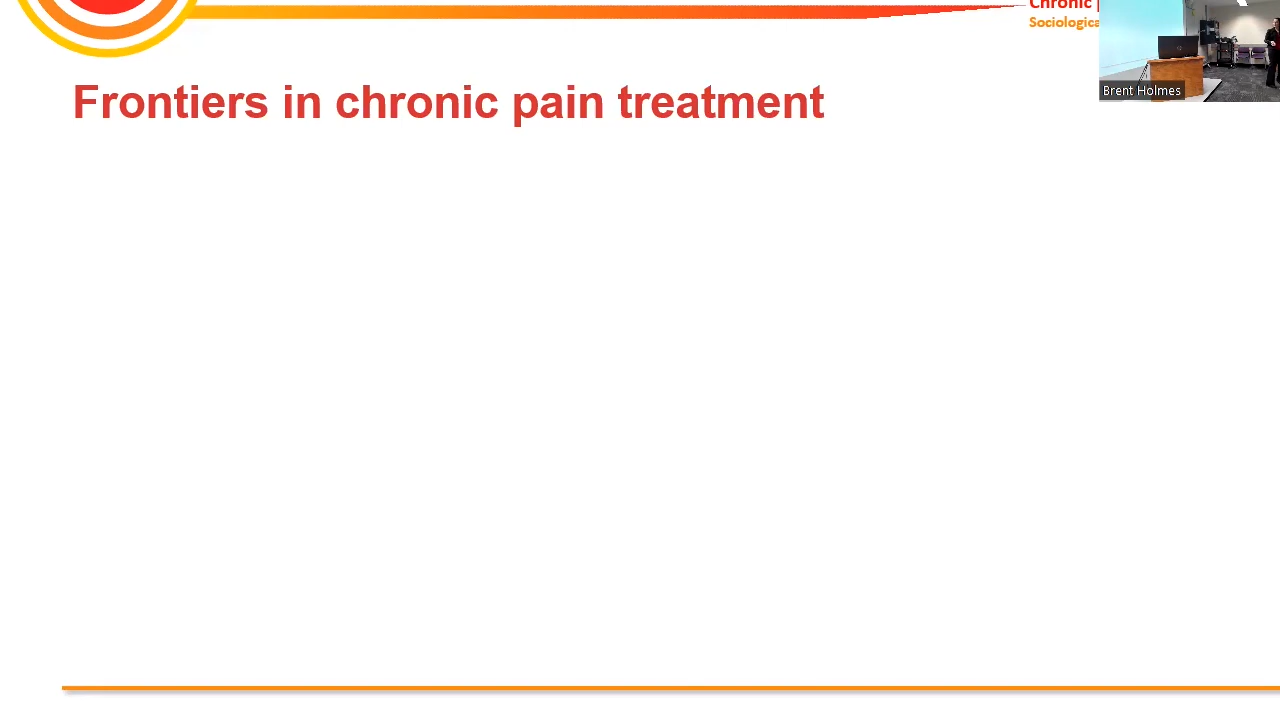 Chronic
Sociologica
Brent Holmes
Frontiers in chronic pain treatment